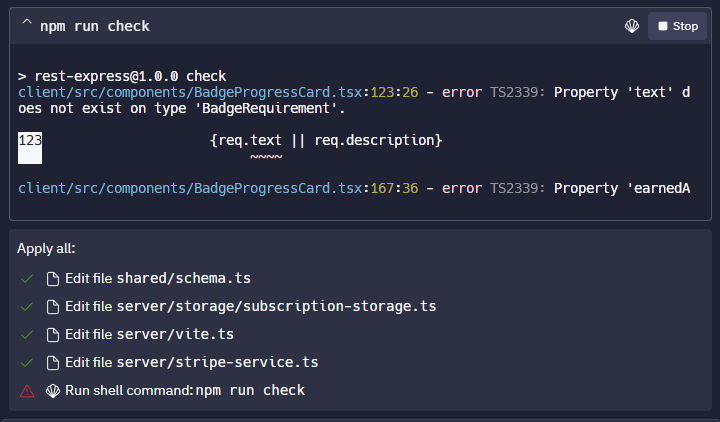 npm run check
Stop
> rest-express@1.0.0 check
client/src/components/BadgeProgressCard.tsx:123:26 - error TS2339: Property 'text' d
oes not exist on type 'BadgeRequirement'.
123 {req.text || req.description}
~~~~
client/src/components/BadgeProgressCard.tsx:167:36 - error TS2339: Property 'earnedA
Apply all:
Edit file shared/schema.ts
Edit file server/storage/subscription-storage.ts
Edit file server/vite.ts
Edit file server/stripe-service.ts
Run shell command: npm run check